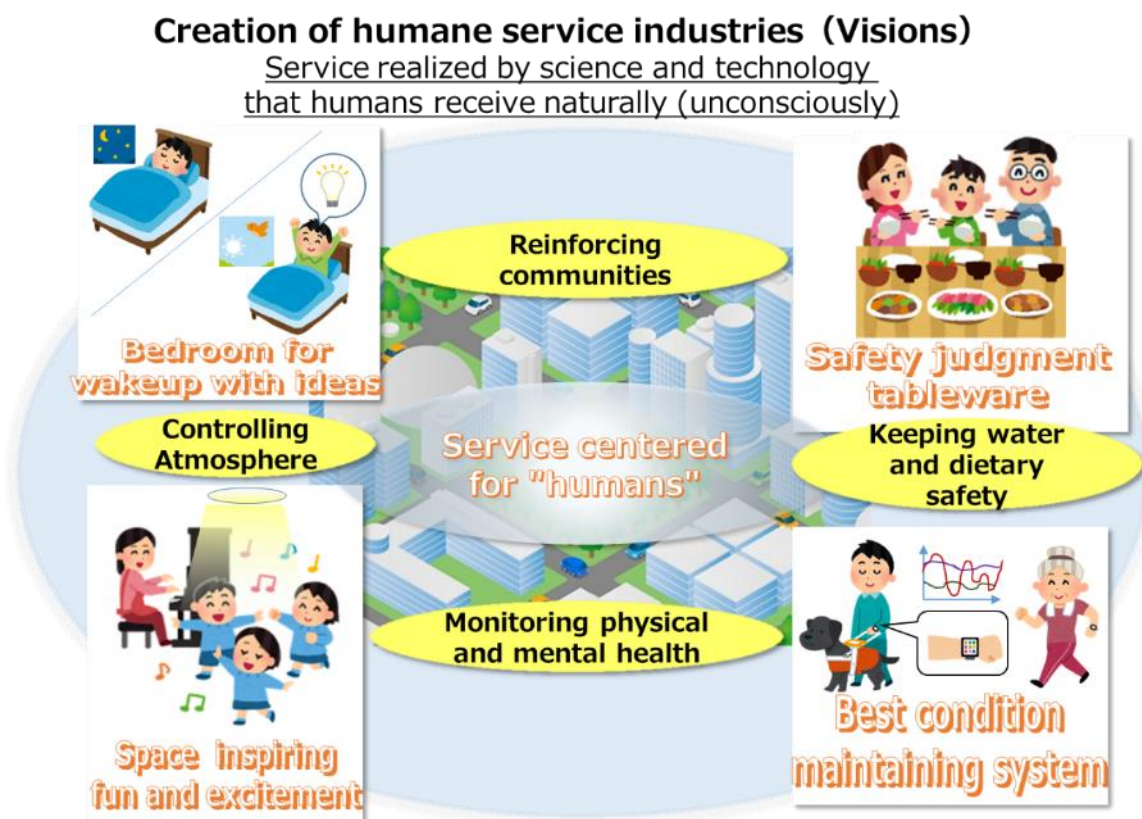 Creation of humane service industries（Visions）
Service realized by science and technology
that humans receive naturally (unconsciously)
Bedroom for
wakeup with ideas
Reinforcing
communities
Safety judgment
tableware
Controlling
Atmosphere
Service centered
for "humans"
Keeping water
and dietary
safety
Space inspiring
fun and excitement
Monitoring physical
and mental health
Best condition
maintaining system